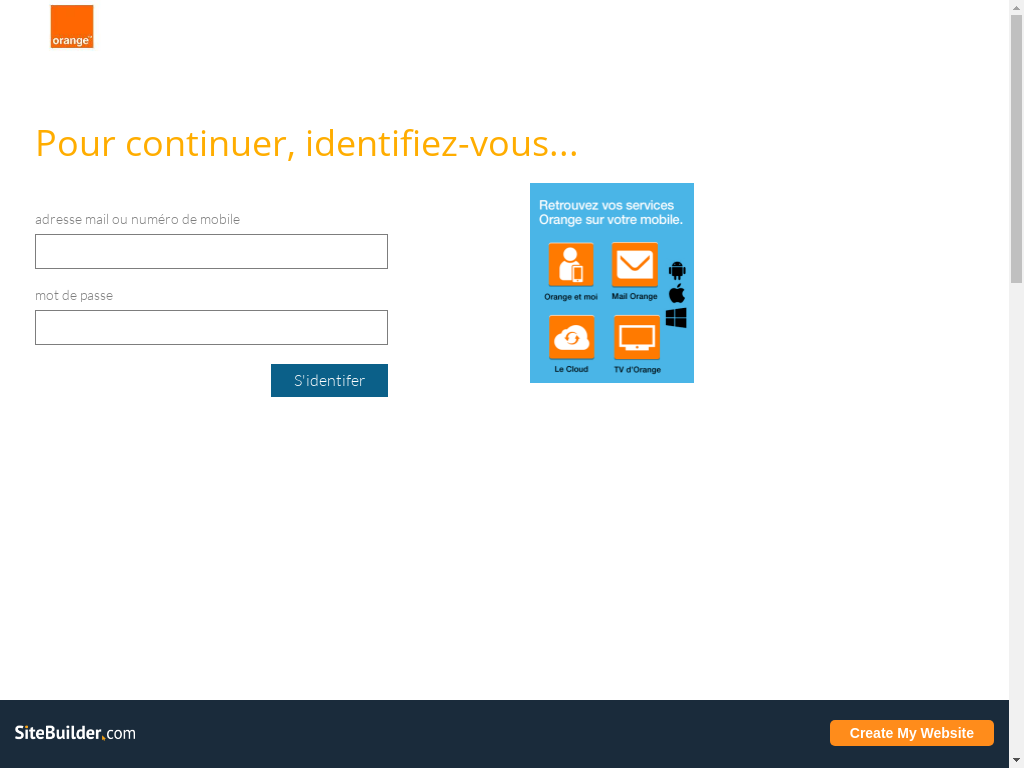 orange™
Pour continuer, identifiez-vous...
adresse mail ou numéro de mobile
mot de passe
S'identifer
Retrouvez vos services
Orange sur votre mobile.
Orange et moi
Mail Orange
Le Cloud
TV d'Orange
SiteBuilder.com
Create My Website